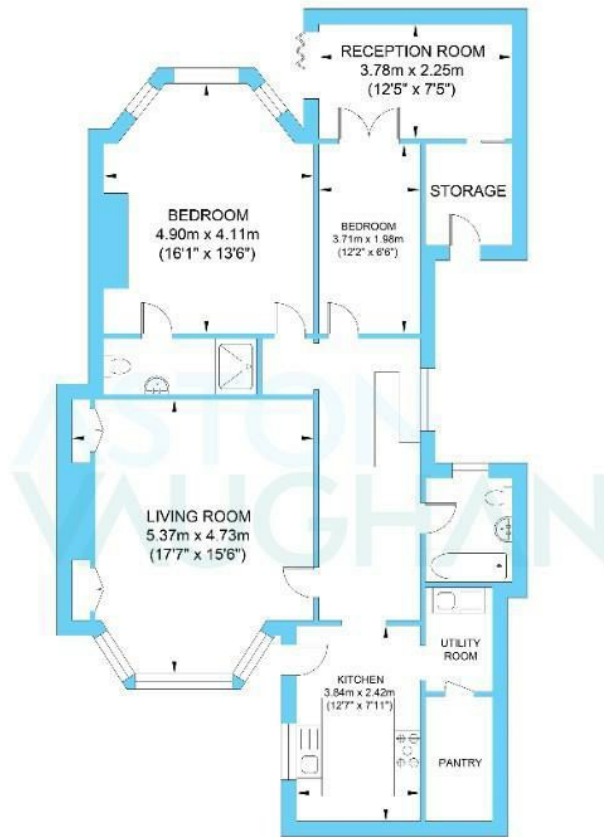 RECEPTION ROOM
3.78m x 2.25m
(12'5" x 7'5")
STORAGE
BEDROOM
4.90m x 4.11m
(16'1" x 13'6")
BEDROOM
3.71m x 1.98m
(12'2" x 6'6")
ASTON
VAUGHAN
LIVING ROOM
5.37m x 4.73m
(17'7" x 15'6")
UTILITY
ROOM
KITCHEN
3.84m x 2.42m
(12'7" x 7'11")
PANTRY